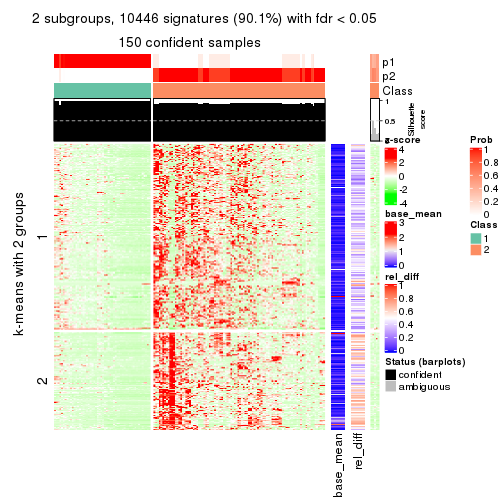 2 subgroups, 10446 signatures (90.1%) with fdr < 0.05
150 confident samples
p1
p2
Class
1
0.5
0
Silhouette
score
k-means with 2 groups
1
2
base_mean
rel_diff
z-score
4
2
0
-2
-4
base_mean
3
2
1
0
rel_diff
1
0.8
0.6
0.4
0.2
0
Status (barplots)
confident
ambiguous
Prob
1
0.8
0.6
0.4
0.2
0
Class
1
2